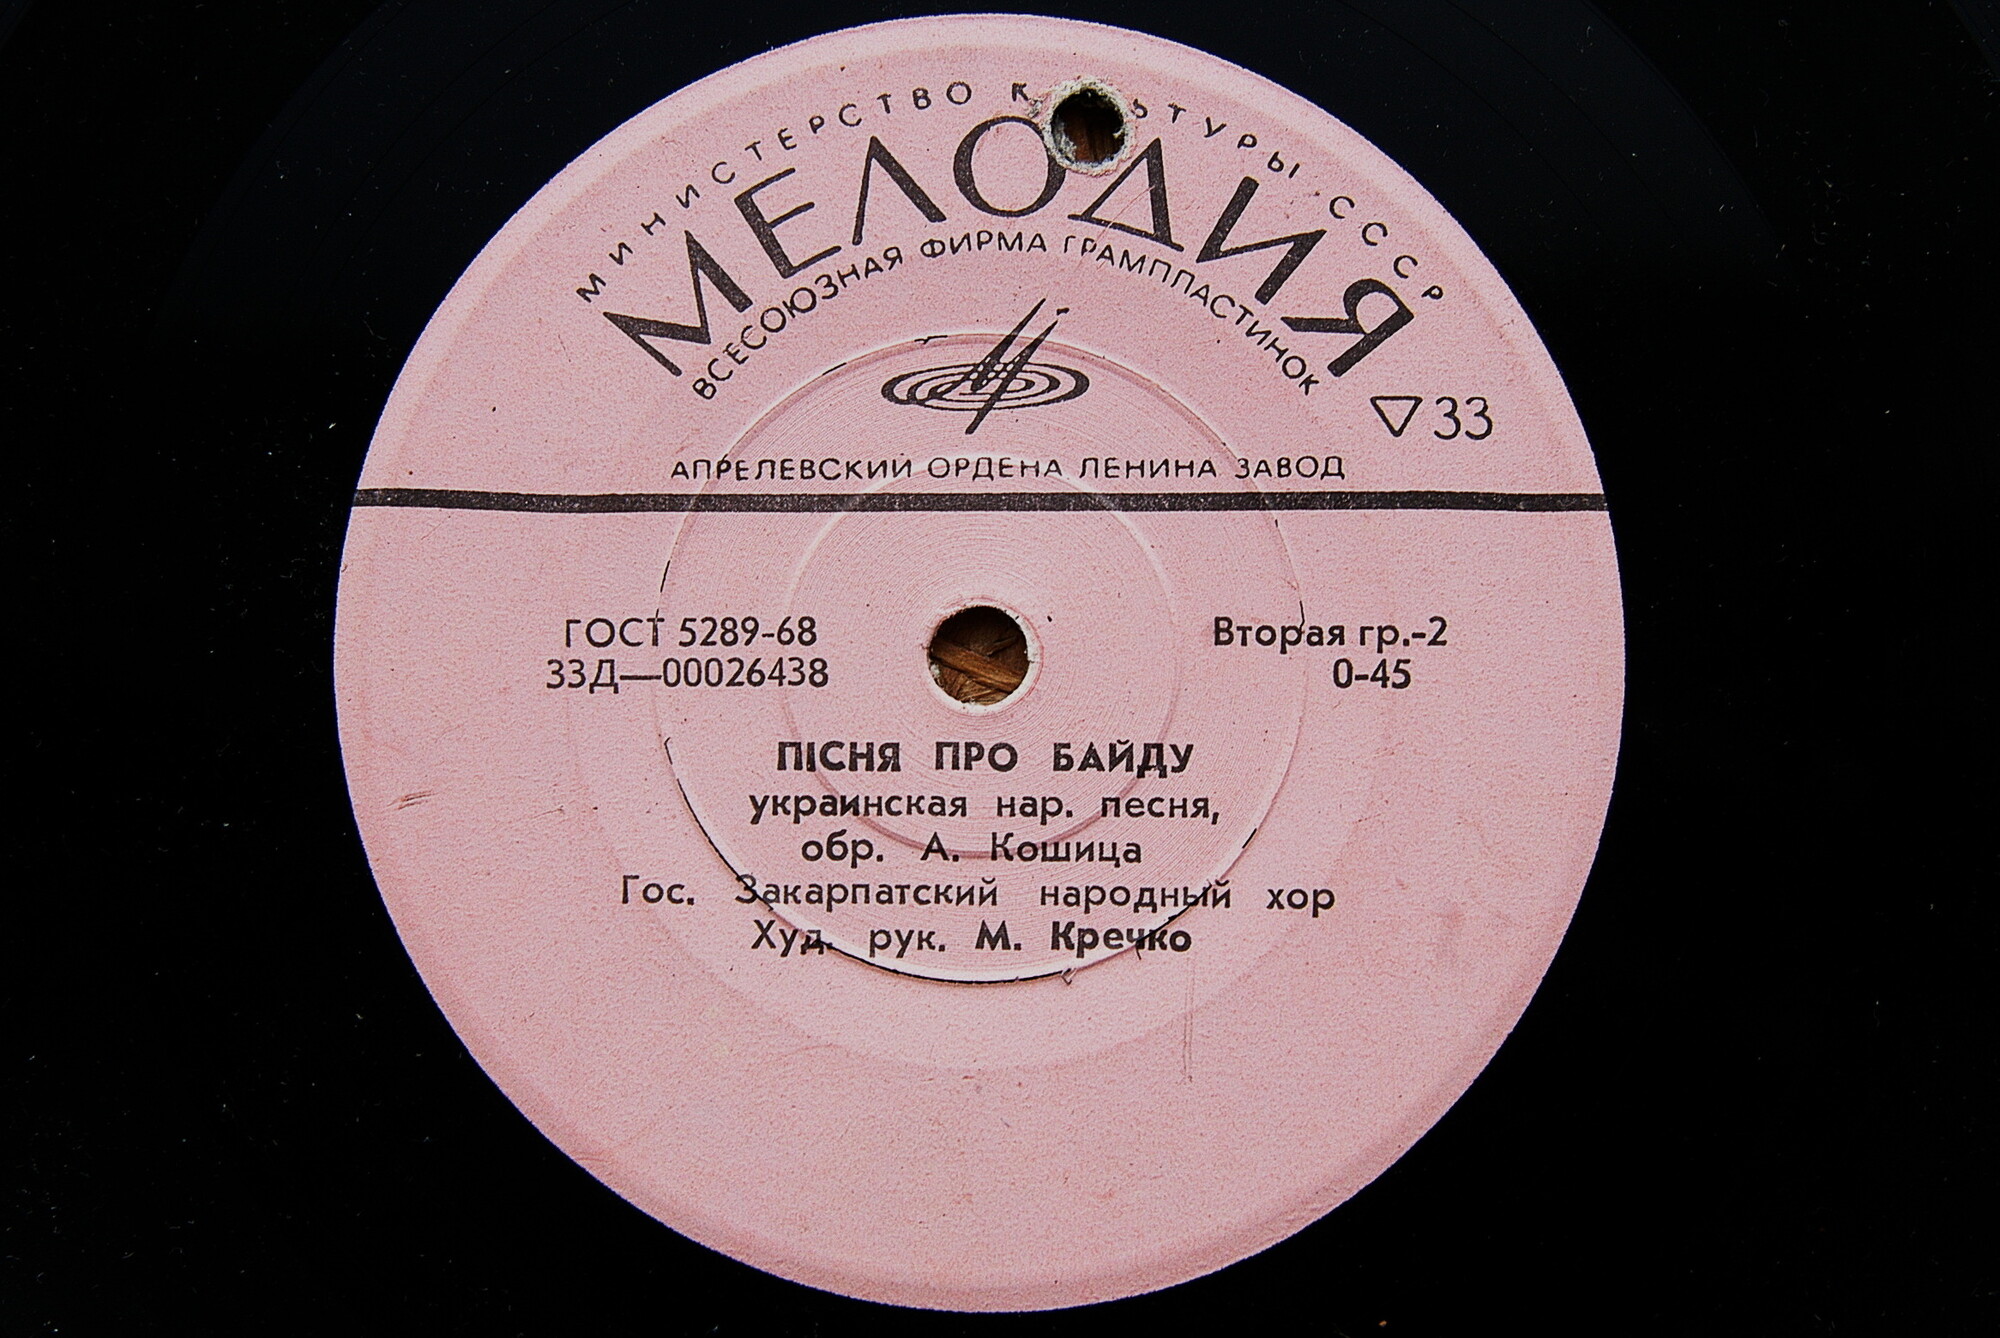 МИНИСТЕРСТВО СССР
МЕЛОДИЯ
ВСЕСОЮЗНАЯ ФИРМА ГРАМПЛАСТИНОК
33
АПРЕЛЕВСКИЙ ОРДЕНА ЛЕНИНА ЗАВОД
ГОСТ 5289-68 Вторая гр.-2
33Д—00026438 0-45
ПІСНЯ ПРО БАЙДУ
украинская нар. песня,
обр. А. Кошица
Гос. Закарпатский народный хор
Худ. рук. М. Кречко